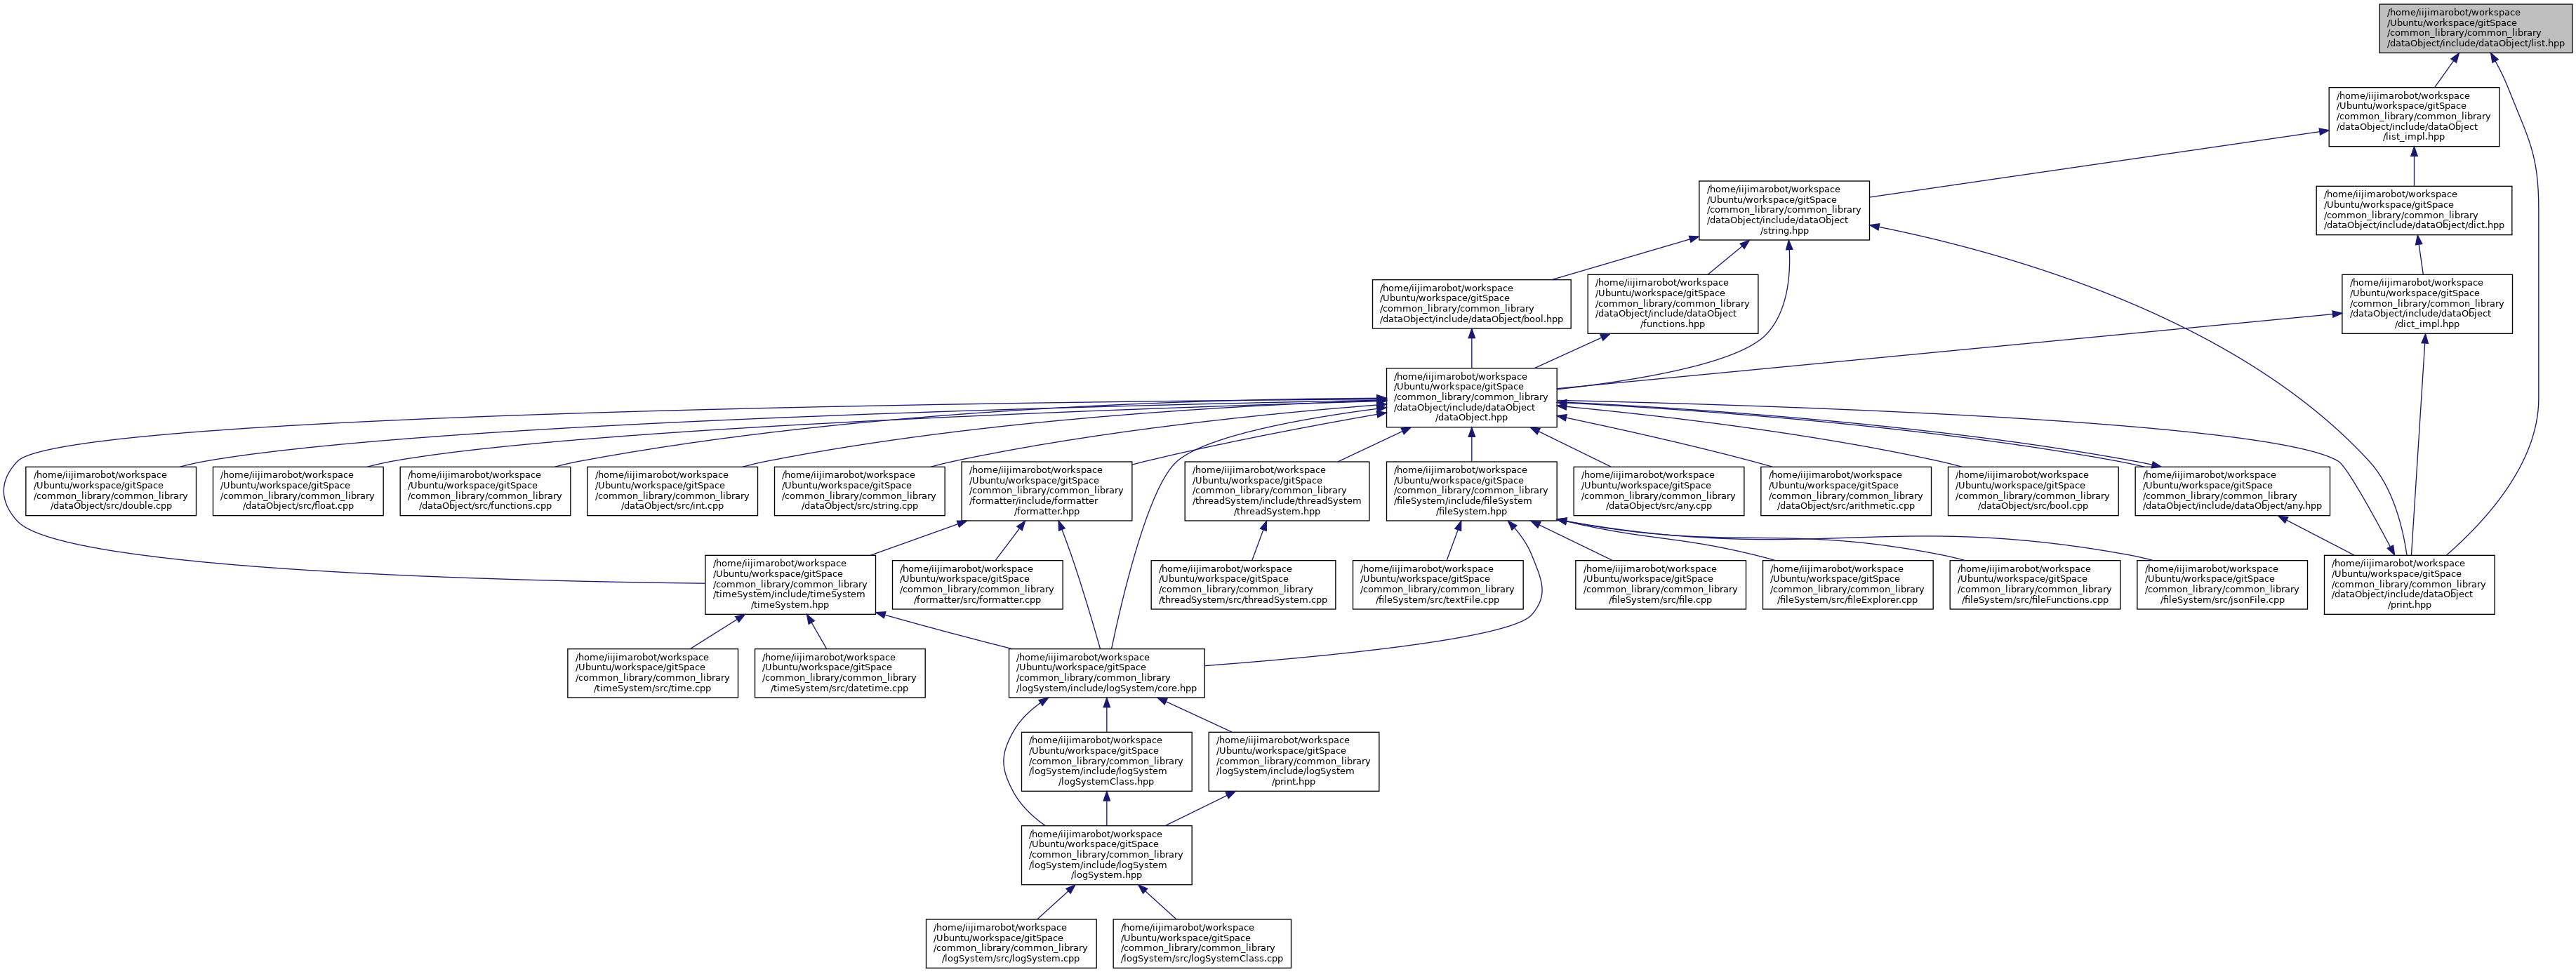 /home/iijimarobot/workspace
/Ubuntu/workspace/gitSpace
/common_library/common_library
/dataObject/include/dataObject/list.hpp
/home/iijimarobot/workspace
/Ubuntu/workspace/gitSpace
/common_library/common_library
/dataObject/include/dataObject
/list_impl.hpp
/home/iijimarobot/workspace
/Ubuntu/workspace/gitSpace
/common_library/common_library
/dataObject/include/dataObject
/string.hpp
/home/iijimarobot/workspace
/Ubuntu/workspace/gitSpace
/common_library/common_library
/dataObject/include/dataObject/dict.hpp
/home/iijimarobot/workspace
/Ubuntu/workspace/gitSpace
/common_library/common_library
/dataObject/include/dataObject/bool.hpp
/home/iijimarobot/workspace
/Ubuntu/workspace/gitSpace
/common_library/common_library
/dataObject/include/dataObject
/functions.hpp
/home/iijimarobot/workspace
/Ubuntu/workspace/gitSpace
/common_library/common_library
/dataObject/include/dataObject
/dict_impl.hpp
/home/iijimarobot/workspace
/Ubuntu/workspace/gitSpace
/common_library/common_library
/dataObject/include/dataObject
/dataObject.hpp
/home/iijimarobot/workspace
/Ubuntu/workspace/gitSpace
/common_library/common_library
/dataObject/src/double.cpp
/home/iijimarobot/workspace
/Ubuntu/workspace/gitSpace
/common_library/common_library
/dataObject/src/float.cpp
/home/iijimarobot/workspace
/Ubuntu/workspace/gitSpace
/common_library/common_library
/dataObject/src/functions.cpp
/home/iijimarobot/workspace
/Ubuntu/workspace/gitSpace
/common_library/common_library
/dataObject/src/int.cpp
/home/iijimarobot/workspace
/Ubuntu/workspace/gitSpace
/common_library/common_library
/dataObject/src/string.cpp
/home/iijimarobot/workspace
/Ubuntu/workspace/gitSpace
/common_library/common_library
/formatter/include/formatter
/formatter.hpp
/home/iijimarobot/workspace
/Ubuntu/workspace/gitSpace
/common_library/common_library
/threadSystem/include/threadSystem
/threadSystem.hpp
/home/iijimarobot/workspace
/Ubuntu/workspace/gitSpace
/common_library/common_library
/fileSystem/include/fileSystem
/fileSystem.hpp
/home/iijimarobot/workspace
/Ubuntu/workspace/gitSpace
/common_library/common_library
/dataObject/src/any.cpp
/home/iijimarobot/workspace
/Ubuntu/workspace/gitSpace
/common_library/common_library
/dataObject/src/arithmetic.cpp
/home/iijimarobot/workspace
/Ubuntu/workspace/gitSpace
/common_library/common_library
/dataObject/src/bool.cpp
/home/iijimarobot/workspace
/Ubuntu/workspace/gitSpace
/common_library/common_library
/dataObject/include/dataObject/any.hpp
/home/iijimarobot/workspace
/Ubuntu/workspace/gitSpace
/common_library/common_library
/timeSystem/include/timeSystem
/timeSystem.hpp
/home/iijimarobot/workspace
/Ubuntu/workspace/gitSpace
/common_library/common_library
/formatter/src/formatter.cpp
/home/iijimarobot/workspace
/Ubuntu/workspace/gitSpace
/common_library/common_library
/threadSystem/src/threadSystem.cpp
/home/iijimarobot/workspace
/Ubuntu/workspace/gitSpace
/common_library/common_library
/fileSystem/src/textFile.cpp
/home/iijimarobot/workspace
/Ubuntu/workspace/gitSpace
/common_library/common_library
/fileSystem/src/file.cpp
/home/iijimarobot/workspace
/Ubuntu/workspace/gitSpace
/common_library/common_library
/fileSystem/src/fileExplorer.cpp
/home/iijimarobot/workspace
/Ubuntu/workspace/gitSpace
/common_library/common_library
/fileSystem/src/fileFunctions.cpp
/home/iijimarobot/workspace
/Ubuntu/workspace/gitSpace
/common_library/common_library
/fileSystem/src/jsonFile.cpp
/home/iijimarobot/workspace
/Ubuntu/workspace/gitSpace
/common_library/common_library
/dataObject/include/dataObject
/print.hpp
/home/iijimarobot/workspace
/Ubuntu/workspace/gitSpace
/common_library/common_library
/timeSystem/src/time.cpp
/home/iijimarobot/workspace
/Ubuntu/workspace/gitSpace
/common_library/common_library
/timeSystem/src/datetime.cpp
/home/iijimarobot/workspace
/Ubuntu/workspace/gitSpace
/common_library/common_library
/logSystem/include/logSystem/core.hpp
/home/iijimarobot/workspace
/Ubuntu/workspace/gitSpace
/common_library/common_library
/logSystem/include/logSystem
/logSystemClass.hpp
/home/iijimarobot/workspace
/Ubuntu/workspace/gitSpace
/common_library/common_library
/logSystem/include/logSystem
/print.hpp
/home/iijimarobot/workspace
/Ubuntu/workspace/gitSpace
/common_library/common_library
/logSystem/include/logSystem
/logSystem.hpp
/home/iijimarobot/workspace
/Ubuntu/workspace/gitSpace
/common_library/common_library
/logSystem/src/logSystem.cpp
/home/iijimarobot/workspace
/Ubuntu/workspace/gitSpace
/common_library/common_library
/logSystem/src/logSystemClass.cpp